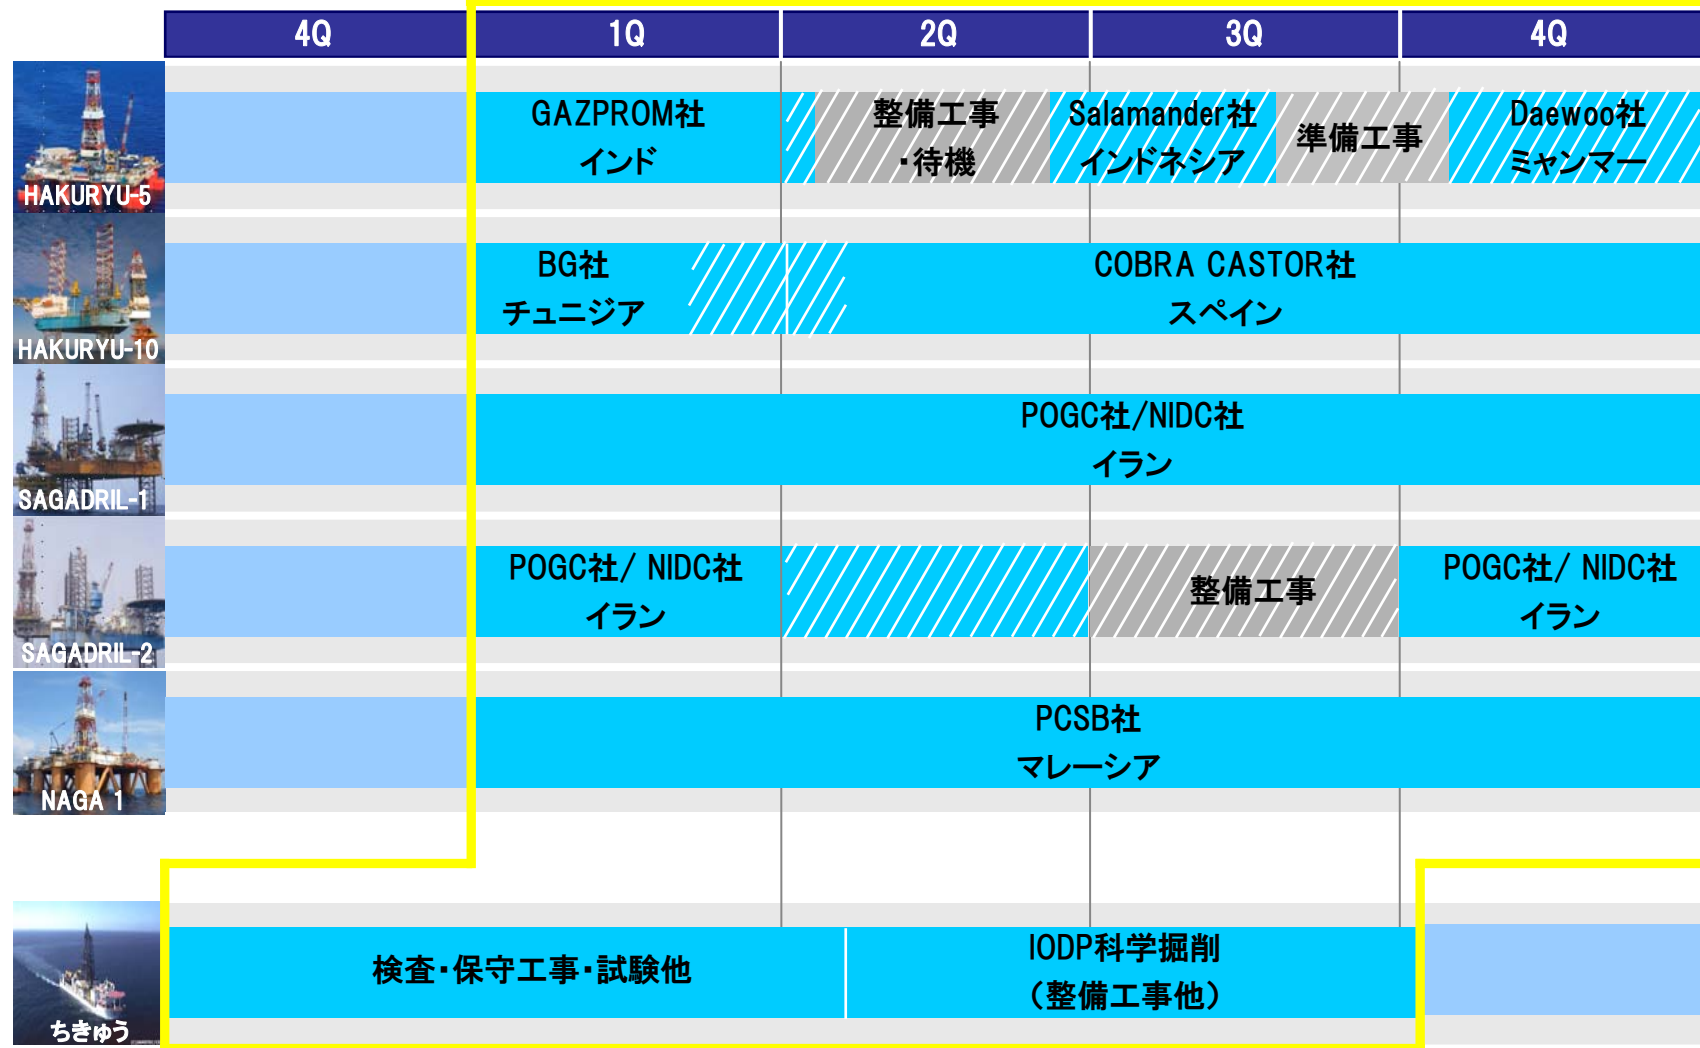 4Q 1Q 2Q 3Q 4Q
HAKURYU-5
GAZPROM社
インド
整備工事
・待機
Salamander社
インドネシア
準備工事
Daewoo社
ミャンマー
HAKURYU-10
BG社
チュニジア
COBRA CASTOR社
スペイン
SAGADRIL-1
POGC社/NIDC社
イラン
SAGADRIL-2
POGC社/ NIDC社
イラン
整備工事
POGC社/ NIDC社
イラン
NAGA 1
PCSB社
マレーシア
ちきゅう
検査・保守工事・試験他
IODP科学掘削
（整備工事他）